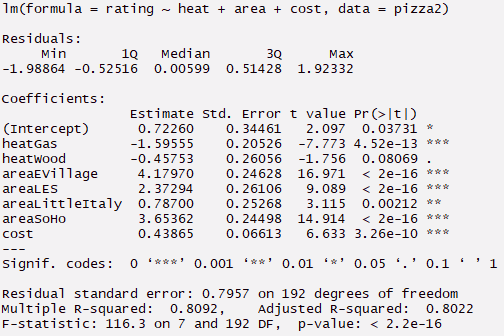 lm(formula = rating ~ heat + area + cost, data = pizza2)
Residuals:
Min 1Q Median 3Q Max
-1.98864 -0.52516 0.00599 0.51428 1.92332
Coefficients:
Estimate Std. Error t value Pr(>|t|)
(Intercept) 0.72260 0.34461 2.097 0.03731 *
heatGas -1.59555 0.20526 -7.773 4.52e-13 ***
heatWood -0.45753 0.26056 -1.756 0.08069 .
areaEVillage 4.17970 0.24628 16.971 < 2e-16 ***
areaLES 2.37294 0.26106 9.089 < 2e-16 ***
areaLittleItaly 0.78700 0.25268 3.115 0.00212 **
areaSoHo 3.65362 0.24498 14.914 < 2e-16 ***
cost 0.43865 0.06613 6.633 3.26e-10 ***
---
Signif. codes: 0 ‘***’ 0.001 ‘**’ 0.01 ‘*’ 0.05 ‘.’ 0.1 ‘ ’ 1
Residual standard error: 0.7957 on 192 degrees of freedom
Multiple R-squared: 0.8092, Adjusted R-squared: 0.8022
F-statistic: 116.3 on 7 and 192 DF, p-value: < 2.2e-16